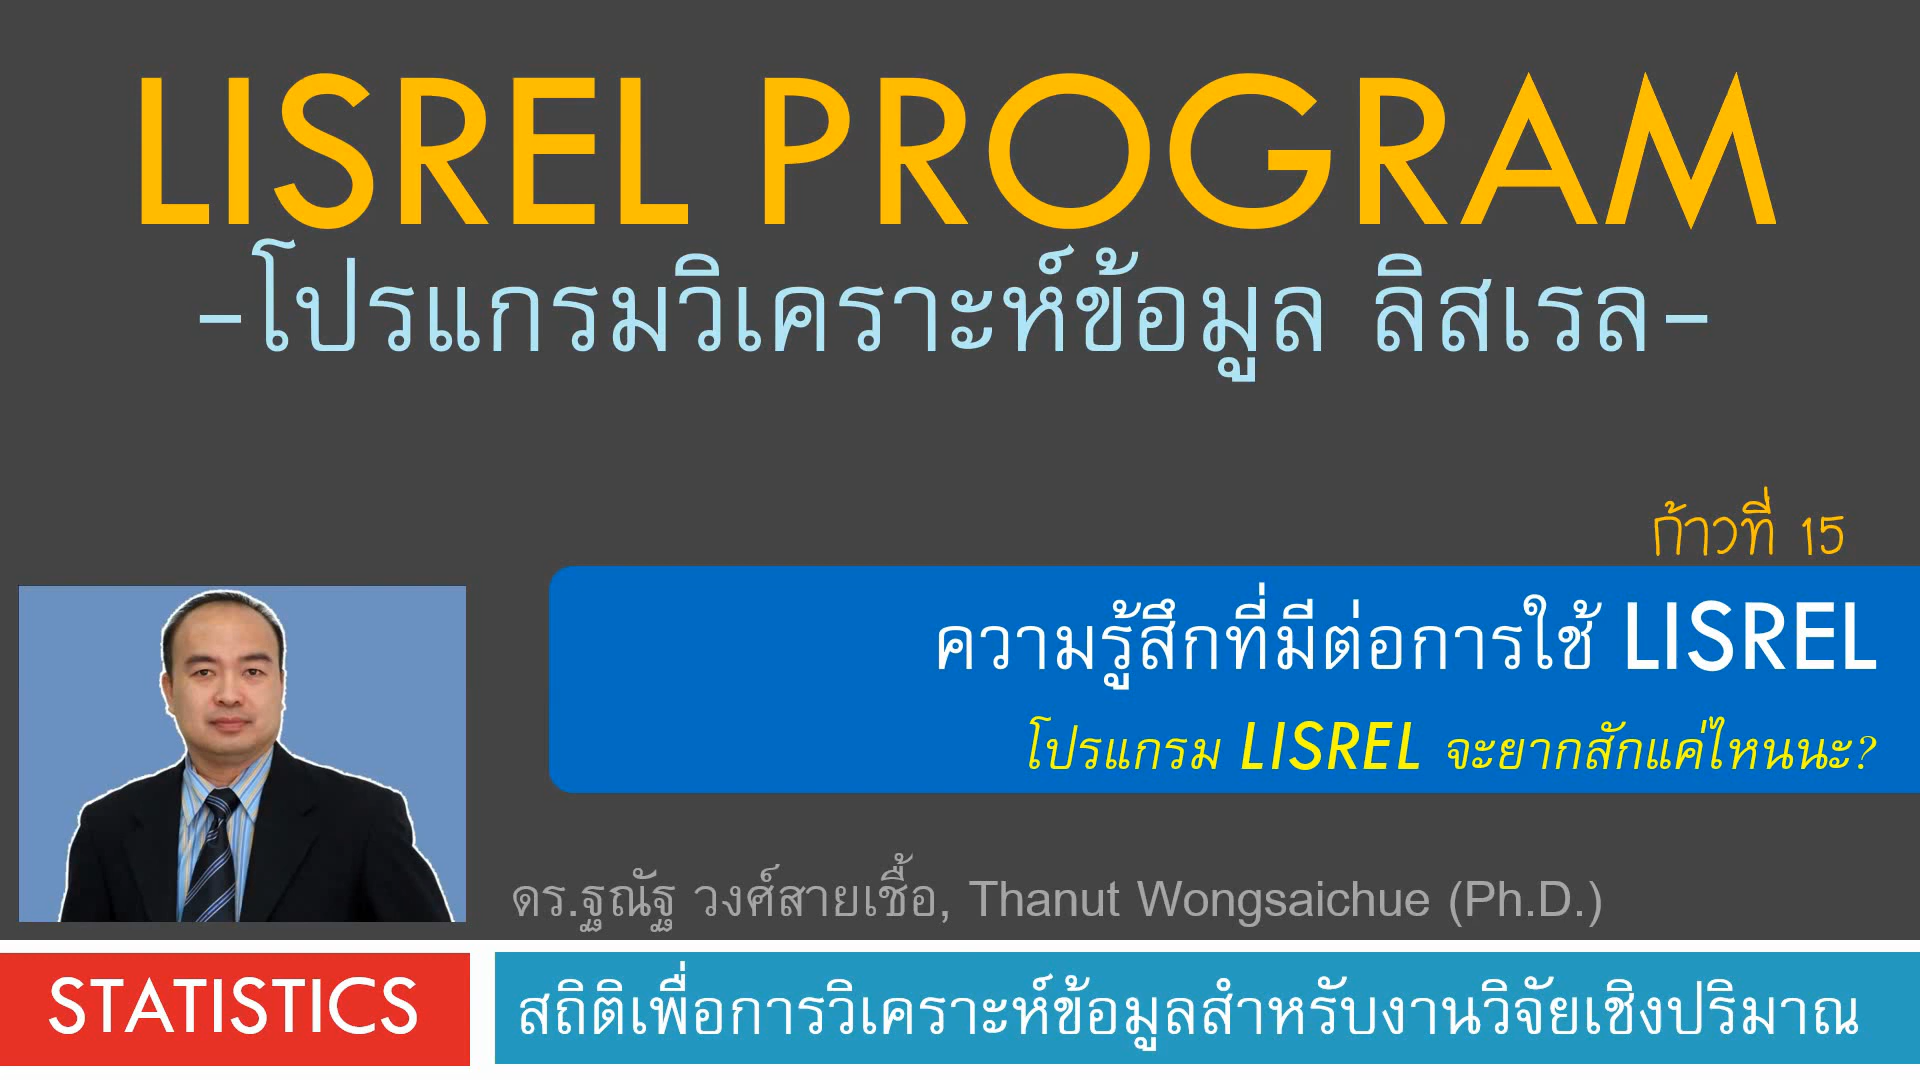 LISREL PROGRAM
-โปรแกรมวิเคราะห์ข้อมูล ลิสเรล-
ก้าวที่ 15
ความรู้สึกที่มีต่อการใช้ LISREL
โปรแกรม LISREL จะยากสักแค่ไหนนะ?
ดร.ฐณัฐ วงศ์สายเชื้อ, Thanut Wongsaichue (Ph.D.)
STATISTICS
สถิติเพื่อการวิเคราะห์ข้อมูลสำหรับงานวิจัยเชิงปริมาณ